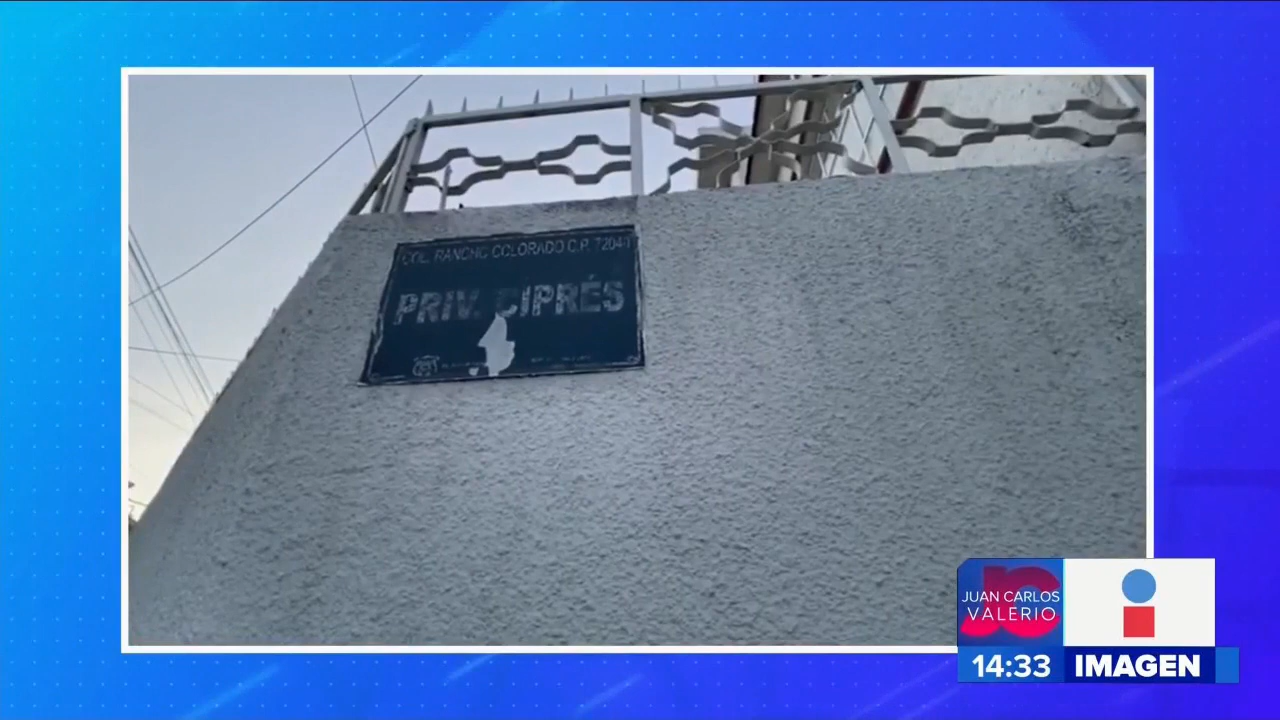 COL. RANCHO COLORADO C.P. 72040
PRIV. CIPRÉS
JUAN CARLOS
VALERIO
14:33 IMAGEN